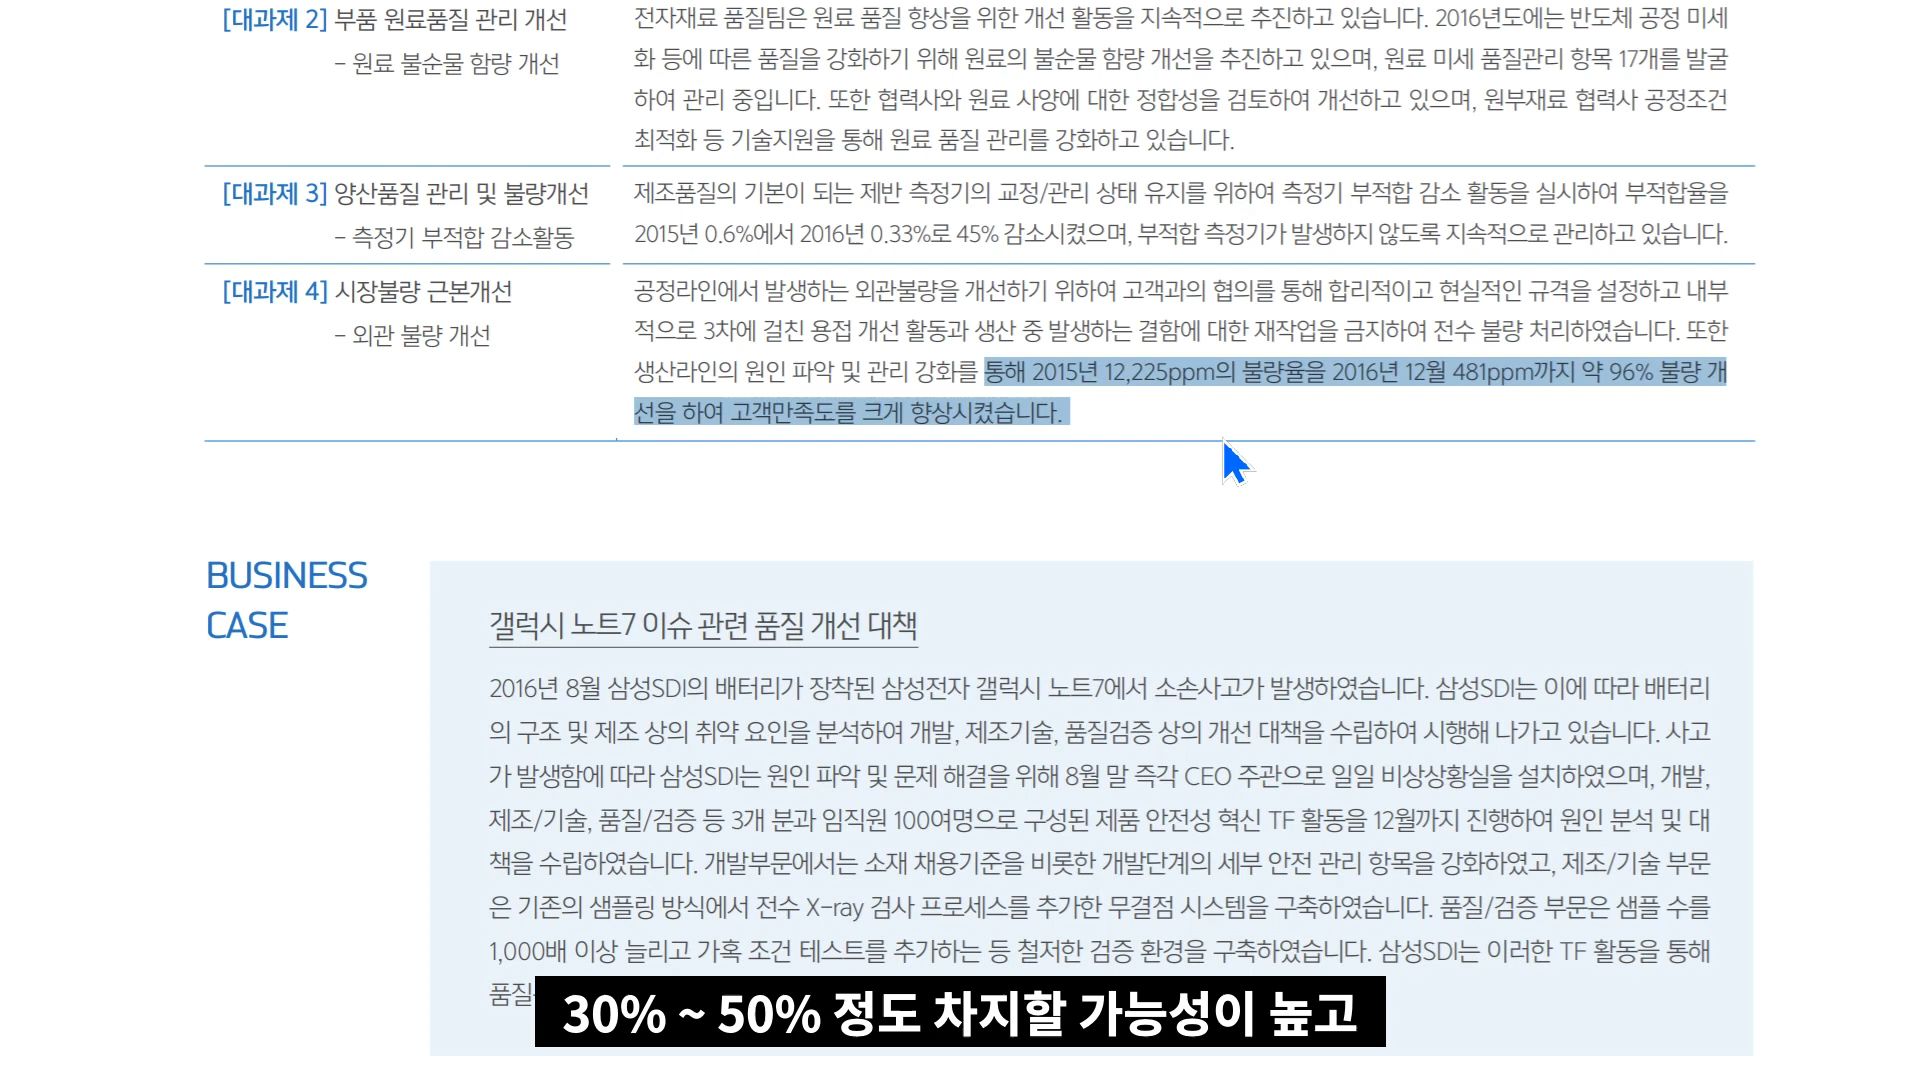 [대과제 2] 부품 원료품질 관리 개선
– 원료 불순물 함량 개선
전자재료 품질팀은 원료 품질 향상을 위한 개선 활동을 지속적으로 추진하고 있습니다. 2016년도에는 반도체 공정 미세
화 등에 따른 품질을 강화하기 위해 원료의 불순물 함량 개선을 추진하고 있으며, 원료 미세 품질관리 항목 17개를 발굴
하여 관리 중입니다. 또한 협력사와 원료 사양에 대한 정합성을 검토하여 개선하고 있으며, 원부재료 협력사 공정조건
최적화 등 기술지원을 통해 원료 품질 관리를 강화하고 있습니다.
[대과제 3] 양산품질 관리 및 불량개선
– 측정기 부적합 감소활동
제조품질의 기본이 되는 제반 측정기의 교정/관리 상태 유지를 위하여 측정기 부적합 감소 활동을 실시하여 부적합율을
2015년 0.6%에서 2016년 0.33%로 45% 감소시켰으며, 부적합 측정기가 발생하지 않도록 지속적으로 관리하고 있습니다.
[대과제 4] 시장불량 근본개선
– 외관 불량 개선
공정라인에서 발생하는 외관불량을 개선하기 위하여 고객과의 협의를 통해 합리적이고 현실적인 규격을 설정하고 내부
적으로 3차에 걸친 용접 개선 활동과 생산 중 발생하는 결함에 대한 재작업을 금지하여 전수 불량 처리하였습니다. 또한
생산라인의 원인 파악 및 관리 강화를 통해 2015년 12,225ppm의 불량율을 2016년 12월 481ppm까지 약 96% 불량 개
선을 하여 고객만족도를 크게 향상시켰습니다.
BUSINESS
CASE
갤럭시 노트7 이슈 관련 품질 개선 대책
2016년 8월 삼성SDI의 배터리가 장착된 삼성전자 갤럭시 노트7에서 소손사고가 발생하였습니다. 삼성SDI는 이에 따라 배터리
의 구조 및 제조 상의 취약 요인을 분석하여 개발, 제조기술, 품질검증 상의 개선 대책을 수립하여 시행해 나가고 있습니다. 사고
가 발생함에 따라 삼성SDI는 원인 파악 및 문제 해결을 위해 8월 말 즉각 CEO 주관으로 일일 비상상황실을 설치하였으며, 개발,
제조/기술, 품질/검증 등 3개 분과 임직원 100여명으로 구성된 제품 안전성 혁신 TF 활동을 12월까지 진행하여 원인 분석 및 대
책을 수립하였습니다. 개발부문에서는 소재 채용기준을 비롯한 개발단계의 세부 안전 관리 항목을 강화하였고, 제조/기술 부문
은 기존의 샘플링 방식에서 전수 X-ray 검사 프로세스를 추가한 무결점 시스템을 구축하였습니다. 품질/검증 부문은 샘플 수를
1,000배 이상 늘리고 가혹 조건 테스트를 추가하는 등 철저한 검증 환경을 구축하였습니다. 삼성SDI는 이러한 TF 활동을 통해
품질
30% ~ 50% 정도 차지할 가능성이 높고